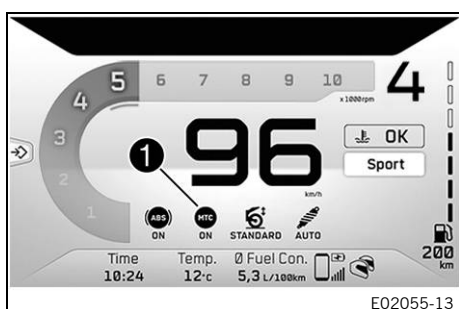 5 6 7 8 9 10
4
4
x1000rpm
3
OK
1
96
Sport
2
km/h
1
ABS MTC
ON ON STANDARD AUTO
Time Temp. Ø Fuel Con.
200
10:24 12°C 5,3 L/100km
km
E02055-13